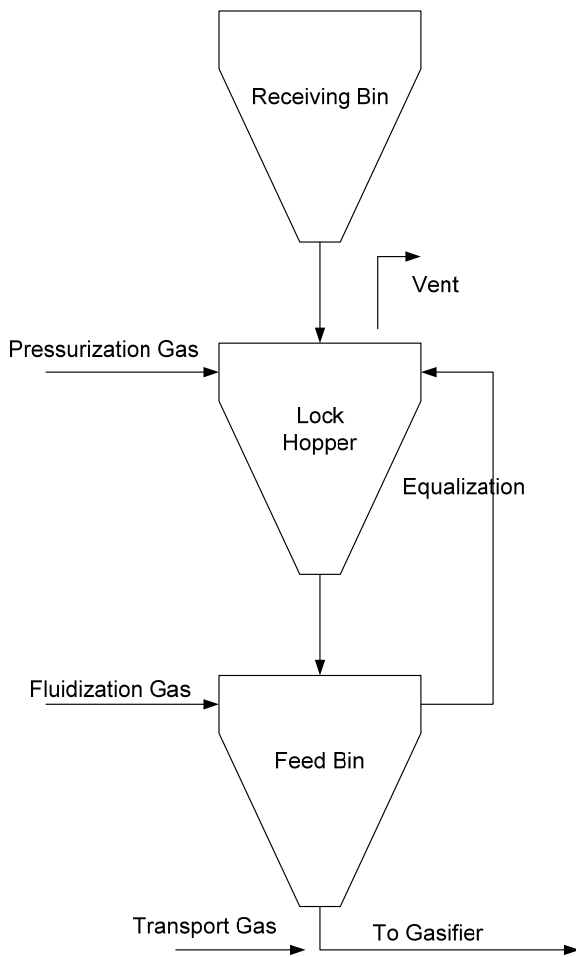 Receiving Bin
Vent
Pressurization Gas
Lock
Hopper
Equalization
Fluidization Gas
Feed Bin
Transport Gas
To Gasifier